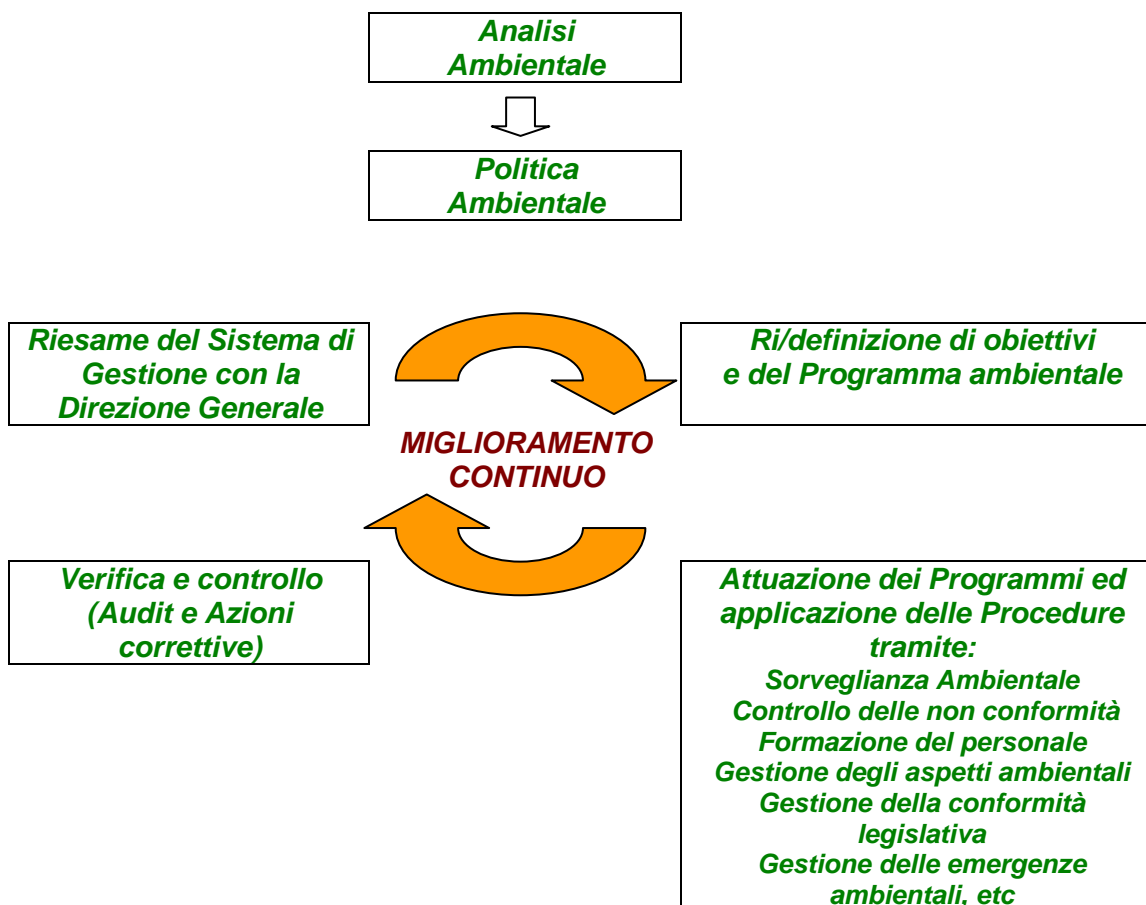 Analisi
Ambientale
Politica
Ambientale
Riesame del Sistema di
Gestione con la
Direzione Generale
Ri/definizione di obiettivi
e del Programma ambientale
MIGLIORAMENTO
CONTINUO
Verifica e controllo
(Audit e Azioni
correttive)
Attuazione dei Programmi ed
applicazione delle Procedure
tramite:
Sorveglianza Ambientale
Controllo delle non conformità
Formazione del personale
Gestione degli aspetti ambientali
Gestione della conformità
legislativa
Gestione delle emergenze
ambientali, etc